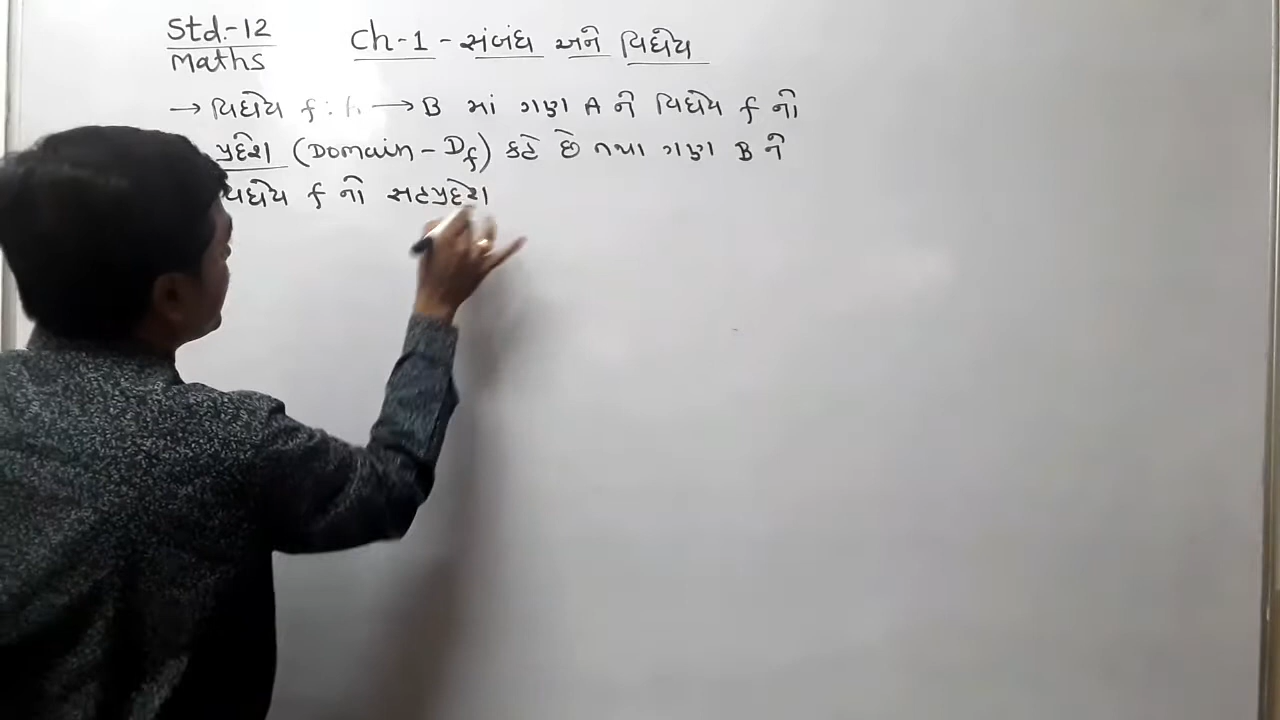 Std.-12
Maths
Ch-1 - સંબંધ અને વિધેય
→ વિધેય f : A → B માં ગણ A ને વિધેય f નો
પ્રદેશ (Domain - Df) કહે છે તથા ગણ B ને
વિધેય f નો સહપ્રદેશ